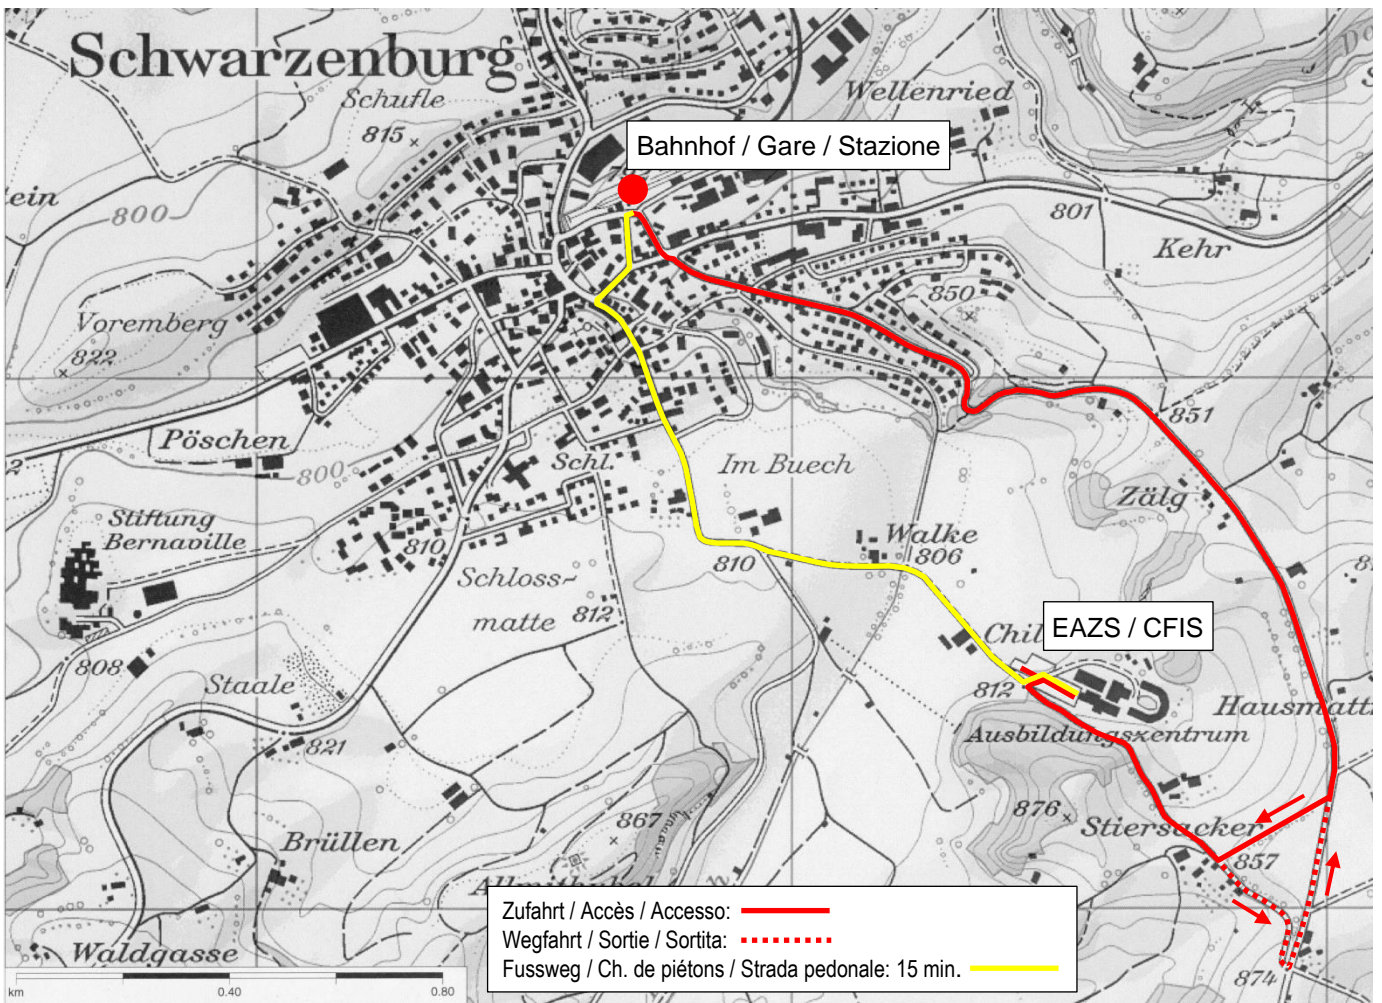 Schwarzenburg
Schufle
815
Wellenried
Bahnhof / Gare / Stazione
tein
800
801
Kehr
850
Voremberg
822
851
Pöschen
800
Schl.
Im Buech
Zälg
Stiftung
Bernaville
810
Walke
806
810
Schloss-
matte
812
EAZS / CFIS
Chil
808
Staale
812
Hausmatt
Ausbildungszentrum
821
876
Stiersacker
867
Brüllen
857
Waldgasse
874
Zufahrt / Accès / Accesso:
Wegfahrt / Sortie / Sortita:
Fussweg / Ch. de piétons / Strada pedonale: 15 min.
km
0.40
0.80